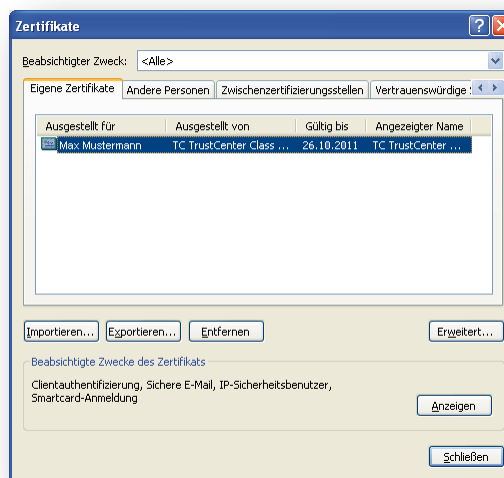 Zertifikate
Beabsichtigter Zweck: <Alle>
Eigene Zertifikate Andere Personen Zwischenzertifizierungsstellen Vertrauenswürdige
Ausgestellt für Ausgestellt von Gültig bis Angezeigter Name
Max Mustermann TC TrustCenter Class ... 26.10.2011 TC TrustCenter ...
Importieren... Exportieren... Entfernen Erweitert...
Beabsichtigte Zwecke des Zertifikats
Clientauthentifizierung, Sichere E-Mail, IP-Sicherheitsbenutzer,
Smartcard-Anmeldung
Anzeigen
Schließen